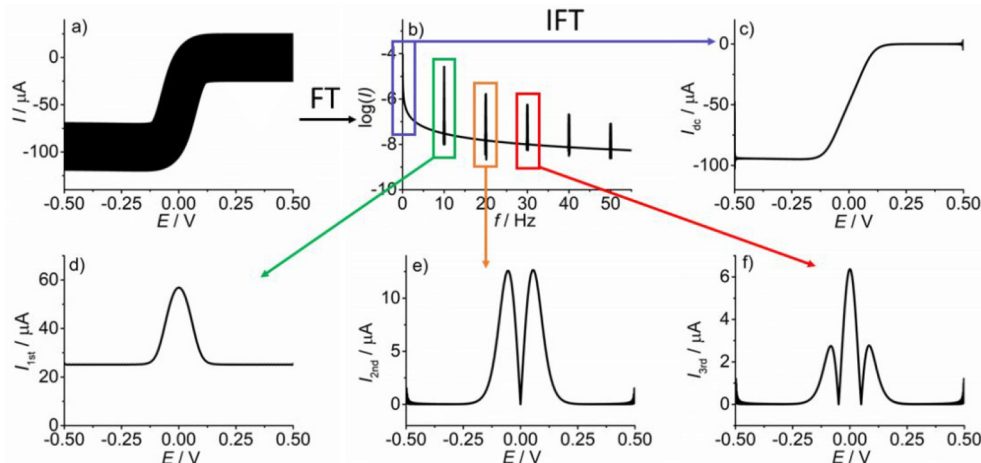 a)
I / µA
0
-50
-100
-0.50 -0.25 0.00 0.25 0.50
E / V
FT
b)
IFT
log(I)
-4
-6
-8
-10
0 10 20 30 40 50
f / Hz
c)
I_dc / µA
0
-50
-100
-0.50 -0.25 0.00 0.25 0.50
E / V
d)
I_1st / µA
60
40
20
0
-0.50 -0.25 0.00 0.25 0.50
E / V
e)
I_2nd / µA
10
5
0
-0.50 -0.25 0.00 0.25 0.50
E / V
f)
I_3rd / µA
6
4
2
0
-0.50 -0.25 0.00 0.25 0.50
E / V